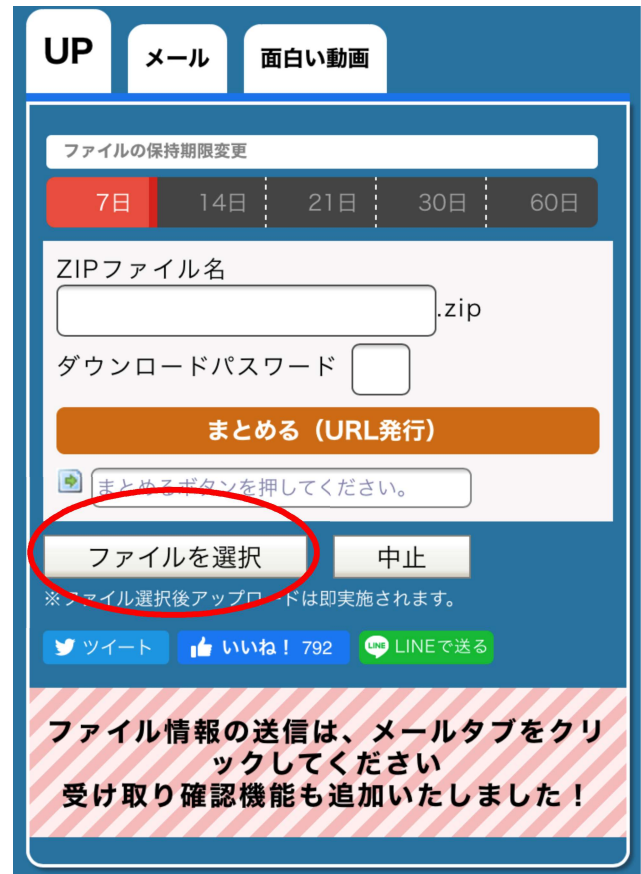 UP
メール
面白い動画
ファイルの保持期限変更
7日 14日 21日 30日 60日
ZIPファイル名
.zip
ダウンロードパスワード
まとめる（URL発行）
まとめるボタンを押してください。
ファイルを選択
中止
※ファイル選択後アップロードは即実施されます。
ツイート
いいね！ 792
LINE
LINEで送る
ファイル情報の送信は、メールタブをクリ
ックしてください
受け取り確認機能も追加いたしました！